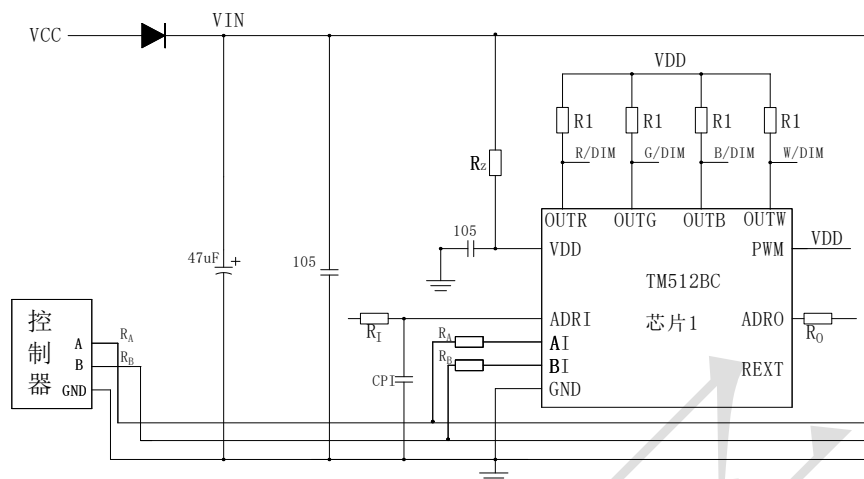 VIN
VCC
VDD
R1
R1
R1
R1
R/DIM
G/DIM
B/DIM
W/DIM
Rz
OUTR
OUTG
OUTB
OUTW
105
VDD
PWM
VDD
47uF
+
105
TM512BC
芯片1
ADRI
ADRO
RI
RO
控制器
A
RA
B
RB
GND
RA
AI
RB
BI
REXT
CPI
GND